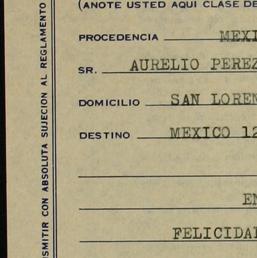 (ANOTE USTED AQUI CLASE DE
PROCEDENCIA MEXI
SR. AURELIO PEREZ
DOMICILIO SAN LOREN
DESTINO MEXICO 12
EN
FELICIDA
SMITIR CON ABSOLUTA SUJECION AL REGLAMENTO